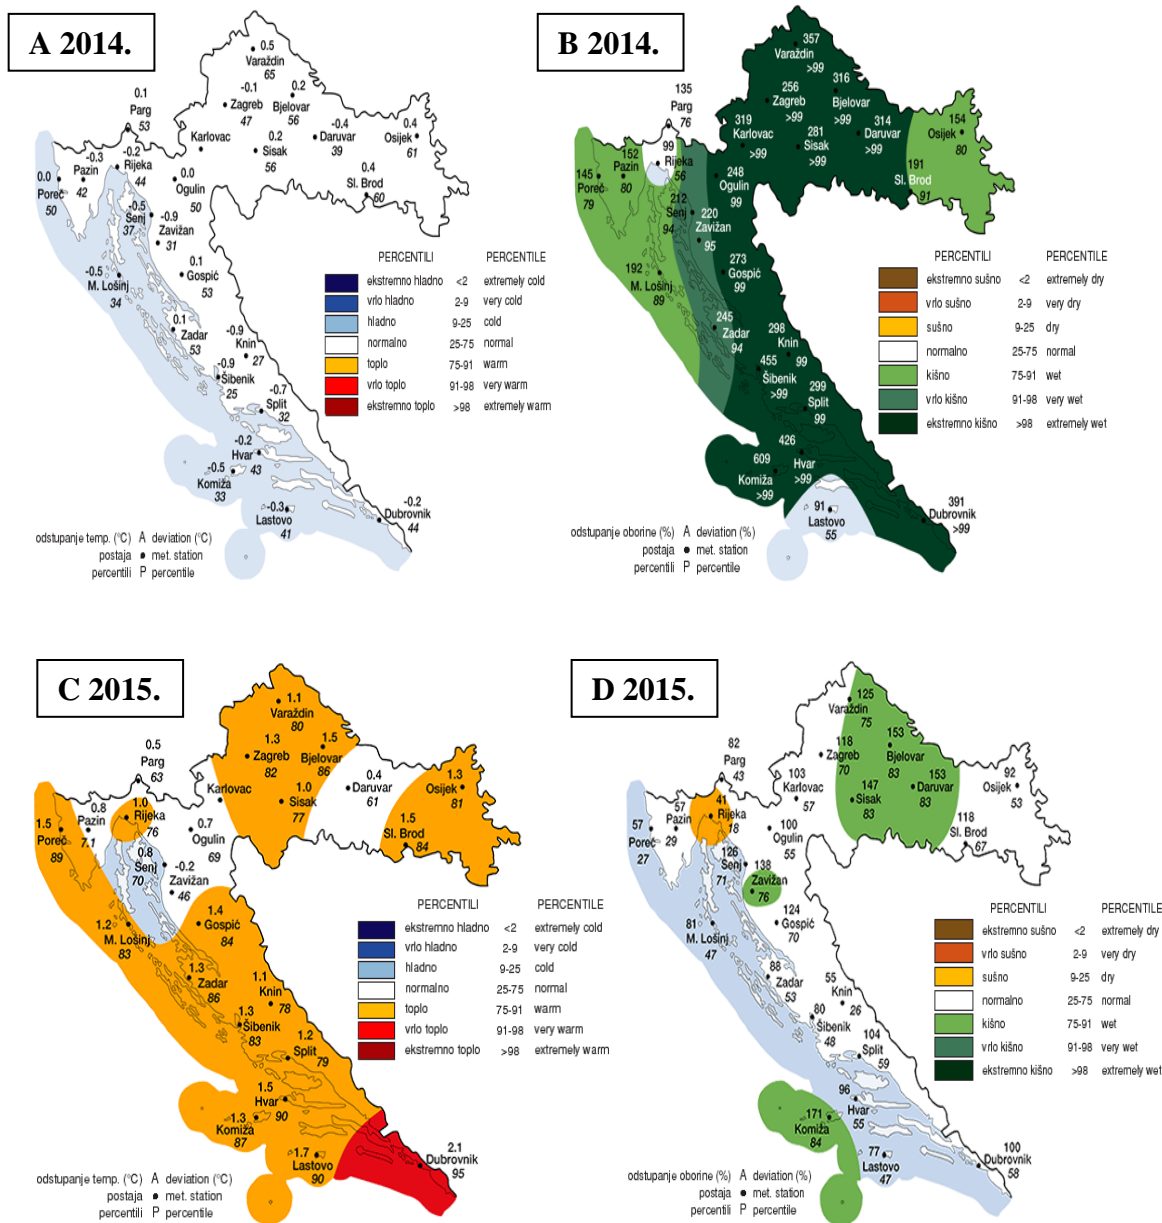 A 2014.
0.5
Varaždin
65
-0.1
Zagreb
47
0.2
Bjelovar
56
0.1
Parg
53
Karlovac
0.2
Sisak
56
-0.4
Daruvar
39
0.4
Osijek
61
0.4
Sl. Brod
60
0.0
Poreč
50
-0.3
Pazin
42
-0.2
Rijeka
44
0.0
Ogulin
50
-0.5
Senj
37
-0.9
Zavižan
31
0.1
Gospić
53
-0.5
M. Lošinj
34
0.1
Zadar
53
-0.9
Knin
27
-0.9
Šibenik
25
-0.7
Split
32
-0.2
Hvar
43
-0.5
Komiža
33
-0.3
Lastovo
41
-0.2
Dubrovnik
44
PERCENTILI PERCENTILE
ekstremno hladno <2 extremely cold
vrlo hladno 2-9 very cold
hladno 9-25 cold
normalno 25-75 normal
toplo 75-91 warm
vrlo toplo 91-98 very warm
ekstremno toplo >98 extremely warm
odstupanje temp. (°C) A deviation (°C)
postaja ● met. station
percentili P percentile
B 2014.
357
Varaždin
>99
256
Zagreb
>99
316
Bjelovar
>99
135
Parg
76
319
Karlovac
>99
281
Sisak
>99
314
Daruvar
>99
154
Osijek
80
191
Sl. Brod
91
145
Poreč
79
152
Pazin
80
99
Rijeka
56
248
Ogulin
99
212
Senj
94
220
Zavižan
95
273
Gospić
99
192
M. Lošinj
89
245
Zadar
94
298
Knin
99
455
Šibenik
>99
299
Split
99
426
Hvar
>99
609
Komiža
>99
91
Lastovo
55
391
Dubrovnik
>99
PERCENTILI PERCENTILE
ekstremno sušno <2 extremely dry
vrlo sušno 2-9 very dry
sušno 9-25 dry
normalno 25-75 normal
kišno 75-91 wet
vrlo kišno 91-98 very wet
ekstremno kišno >98 extremely wet
odstupanje oborine (%) A deviation (%)
postaja ● met. station
percentili P percentile
C 2015.
1.1
Varaždin
80
1.3
Zagreb
82
1.5
Bjelovar
86
0.5
Parg
63
Karlovac
1.0
Sisak
77
0.4
Daruvar
61
1.3
Osijek
81
1.5
Sl. Brod
84
1.5
Poreč
89
0.8
Pazin
7.1
1.0
Rijeka
76
0.7
Ogulin
69
0.8
Senj
70
-0.2
Zavižan
46
1.4
Gospić
84
1.2
M. Lošinj
83
1.3
Zadar
86
1.1
Knin
78
1.3
Šibenik
83
1.2
Split
79
1.5
Hvar
90
1.3
Komiža
87
1.7
Lastovo
90
2.1
Dubrovnik
95
PERCENTILI PERCENTILE
ekstremno hladno <2 extremely cold
vrlo hladno 2-9 very cold
hladno 9-25 cold
normalno 25-75 normal
toplo 75-91 warm
vrlo toplo 91-98 very warm
ekstremno toplo >98 extremely warm
odstupanje temp. (°C) A deviation (°C)
postaja ● met. station
percentili P percentile
D 2015.
125
Varaždin
75
118
Zagreb
70
153
Bjelovar
83
82
Parg
43
103
Karlovac
57
147
Sisak
83
153
Daruvar
83
92
Osijek
53
118
Sl. Brod
67
57
Poreč
27
57
Pazin
29
41
Rijeka
18
100
Ogulin
55
126
Senj
71
138
Zavižan
76
124
Gospić
70
81
M. Lošinj
47
88
Zadar
53
55
Knin
26
80
Šibenik
48
104
Split
59
96
Hvar
55
171
Komiža
84
77
Lastovo
47
100
Dubrovnik
58
PERCENTILI PERCENTILE
ekstremno sušno <2 extremely dry
vrlo sušno 2-9 very dry
sušno 9-25 dry
normalno 25-75 normal
kišno 75-91 wet
vrlo kišno 91-98 very wet
ekstremno kišno >98 extremely wet
odstupanje oborine (%) A deviation (%)
postaja ● met. station
percentili P percentile